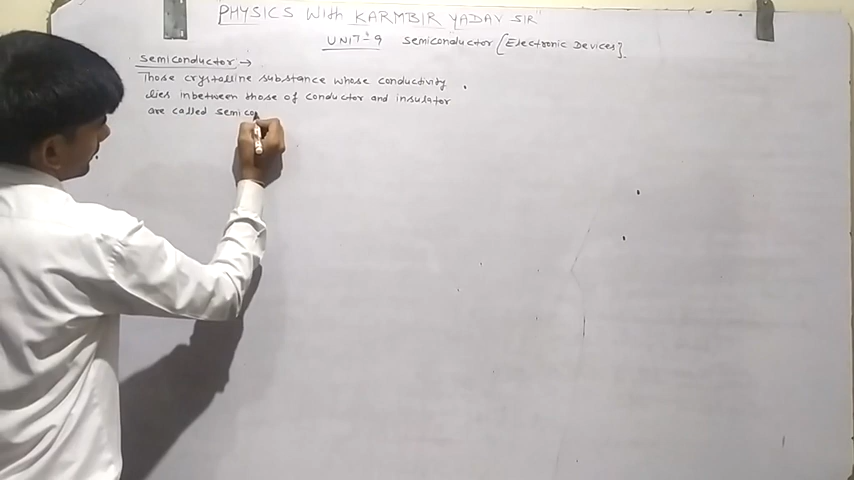 PHYSICS With KARMBIR YADAV SIR"
UNIT-9 Semiconductor [Electronic Devices]
Semiconductor →
Those crystalline substance whose conductivity
lies inbetween those of conductor and insulator
are called semico